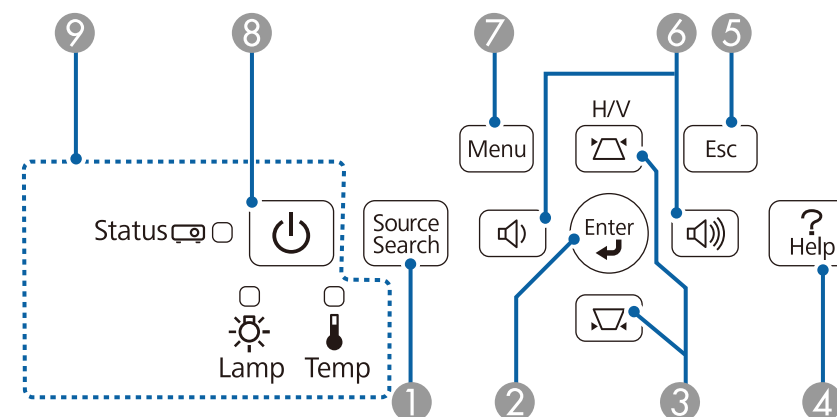 9
8
7
6
5
H/V
Menu
Esc
Status
Source
Search
Enter
?
Help
Lamp
Temp
1
2
3
4